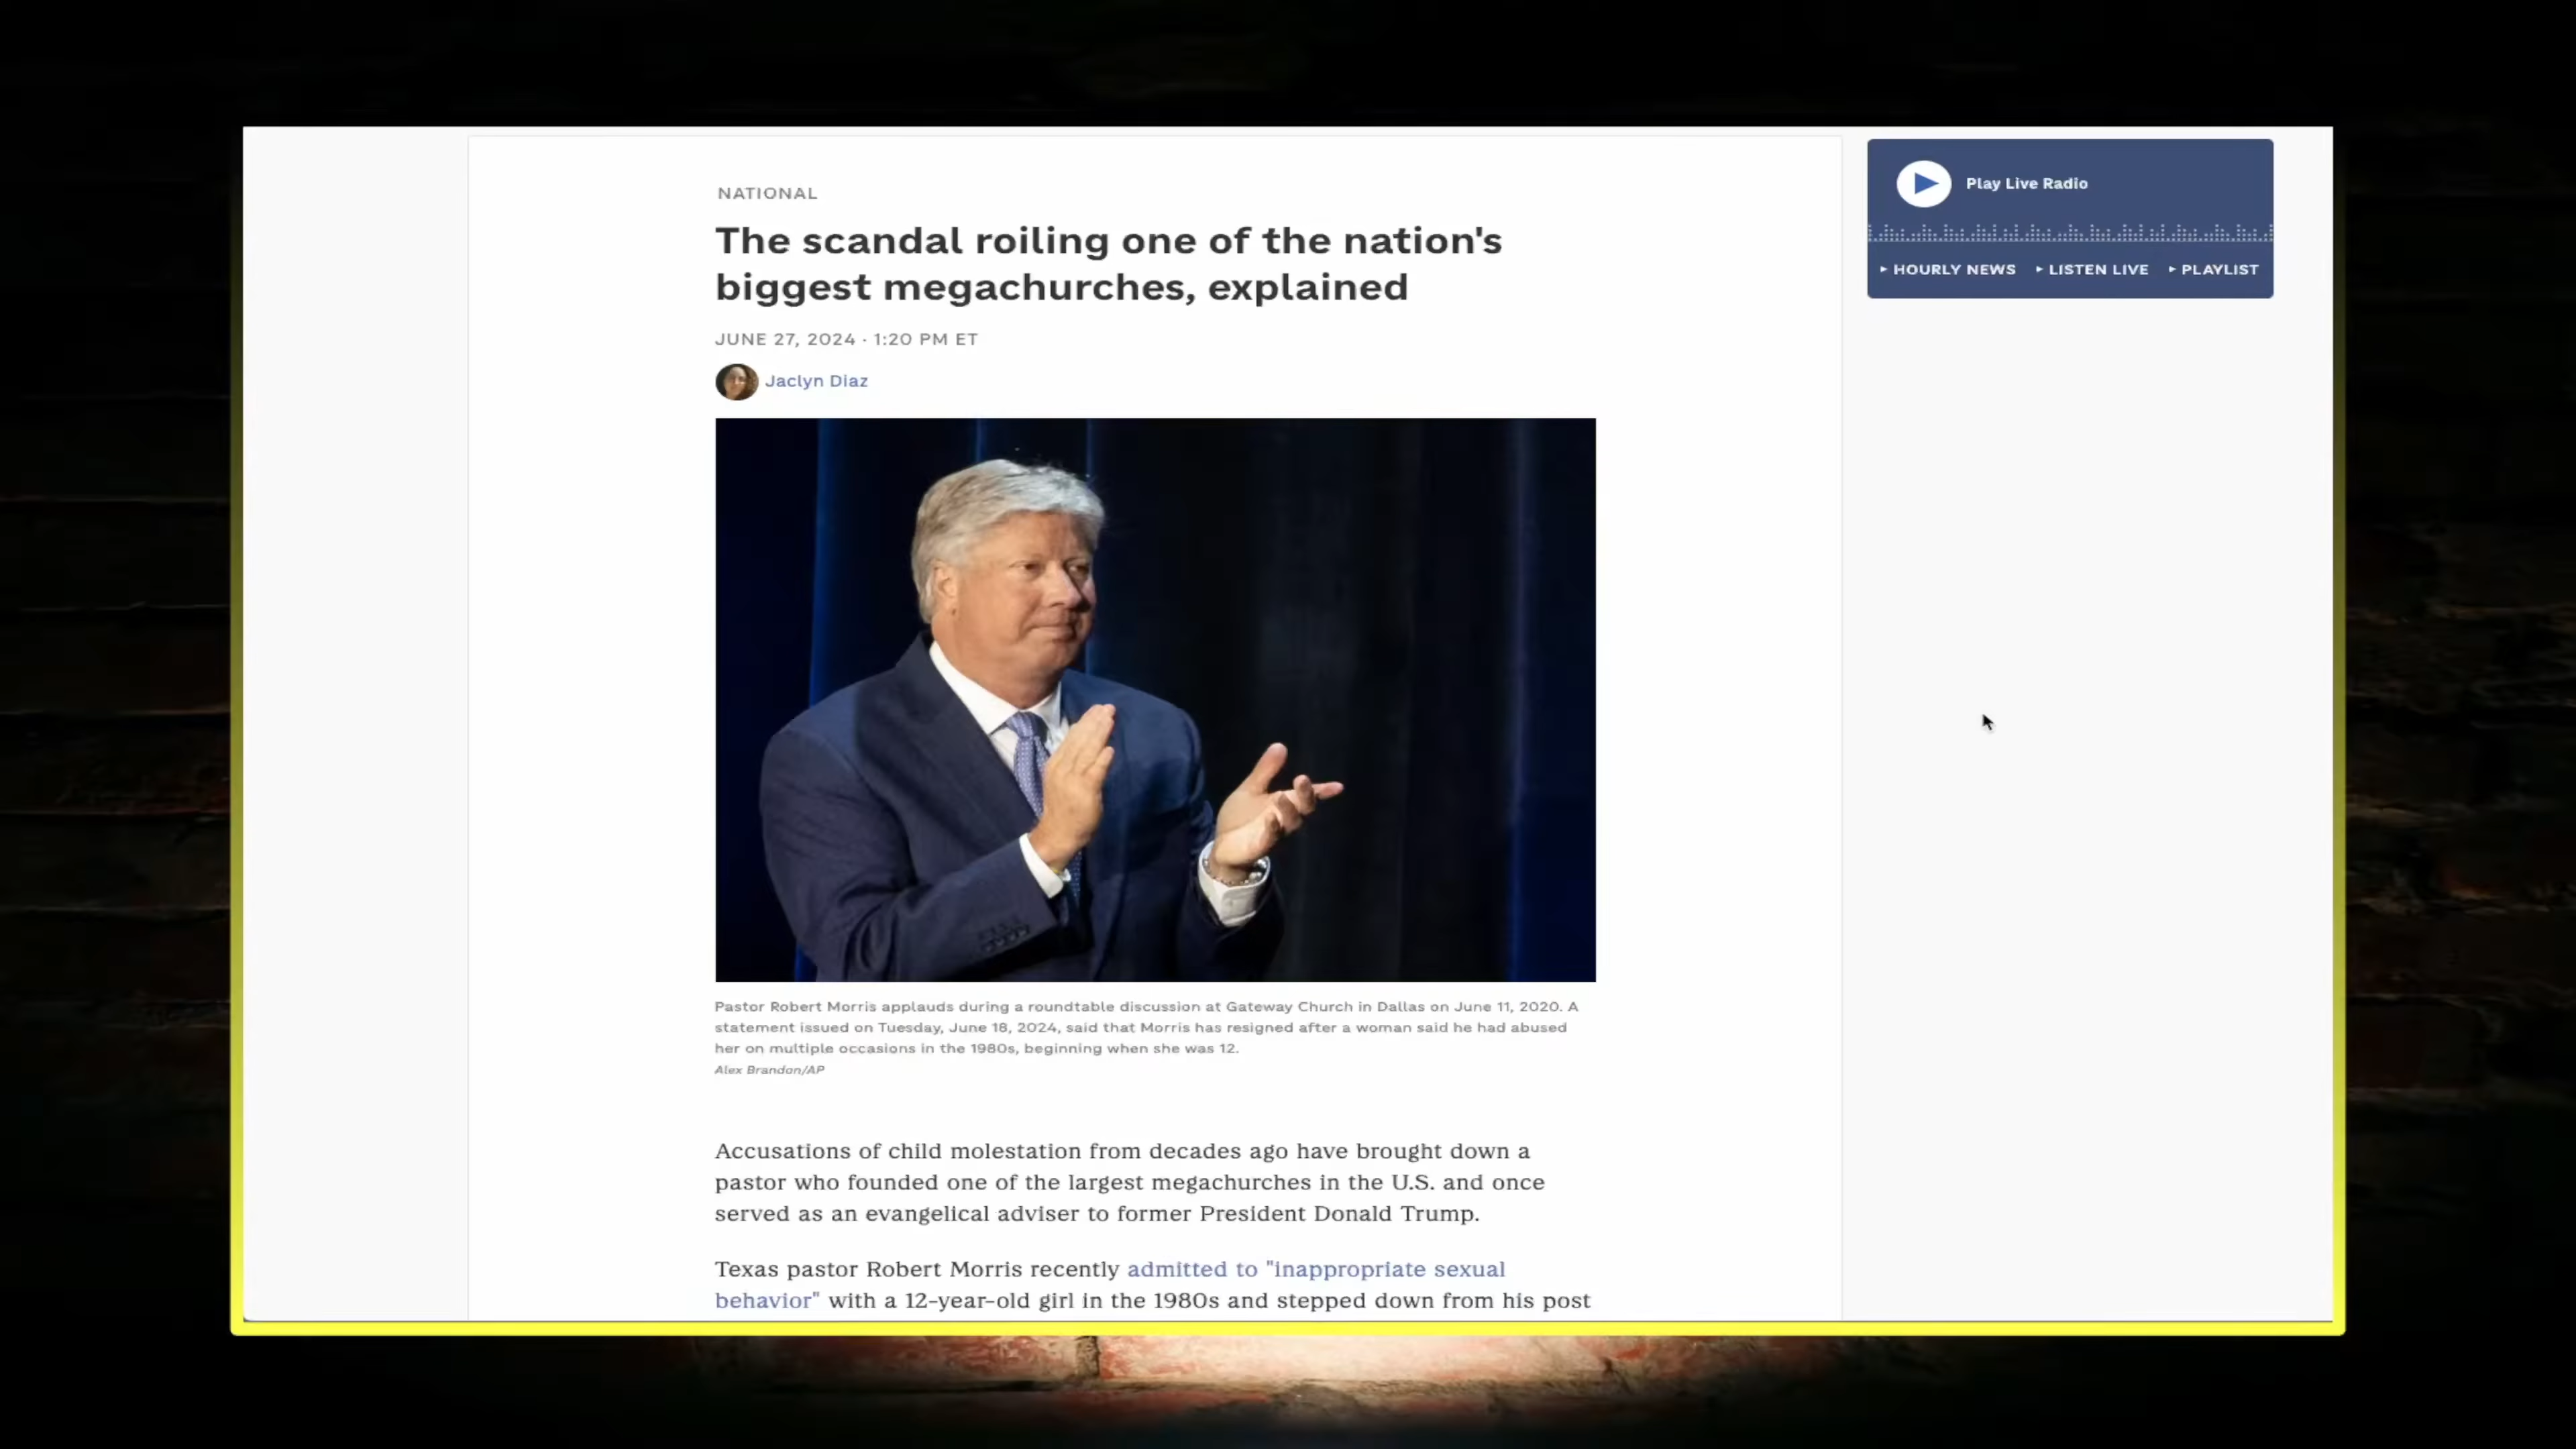 NATIONAL
The scandal roiling one of the nation's
biggest megachurches, explained
JUNE 27, 2024 · 1:20 PM ET
Jaclyn Diaz
Pastor Robert Morris applauds during a roundtable discussion at Gateway Church in Dallas on June 11, 2020. A
statement issued on Tuesday, June 18, 2024, said that Morris has resigned after a woman said he had abused
her on multiple occasions in the 1980s, beginning when she was 12.
Alex Brandon/AP
Accusations of child molestation from decades ago have brought down a
pastor who founded one of the largest megachurches in the U.S. and once
served as an evangelical adviser to former President Donald Trump.
Texas pastor Robert Morris recently admitted to "inappropriate sexual
behavior" with a 12-year-old girl in the 1980s and stepped down from his post
Play Live Radio
HOURLY NEWS LISTEN LIVE PLAYLIST